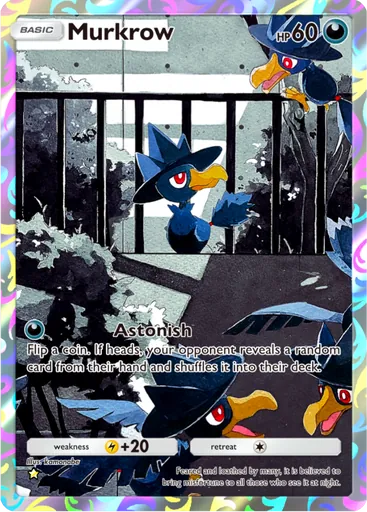 BASIC Murkrow HP60
Astonish
Flip a coin. If heads, your opponent reveals a random
card from their hand and shuffles it into their deck.
weakness +20 retreat
Illus. kamonabe
Feared and loathed by many, it is believed to
bring misfortune to all those who see it at night.